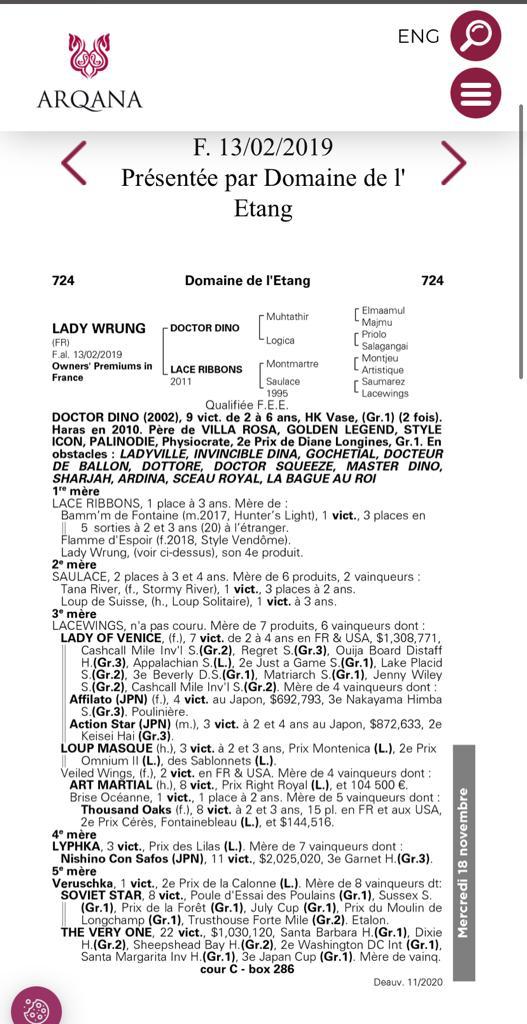 ENG
ARQANA
F. 13/02/2019
Présentée par Domaine de l'
Etang
724 Domaine de l'Etang 724
Elmaamul
Muhtathir
Majmu
DOCTOR DINO
Priolo
LADY WRUNG
Logica
Salagangai
(FR)
F.al. 13/02/2019
Montjeu
Owners' Premiums in
LACE RIBBONS
Montmartre
Artistique
France
2011
Saulace
Saumarez
1995
Lacewings
Qualifiée F.E.E.
DOCTOR DINO (2002), 9 vict. de 2 à 6 ans, HK Vase, (Gr.1) (2 fois).
Haras en 2010. Père de VILLA ROSA, GOLDEN LEGEND, STYLE
ICON, PALINODIE, Physiocrate, 2e Prix de Diane Longines, Gr.1. En
obstacles : LADYVILLE, INVINCIBLE DINA, GOCHETIAL, DOCTEUR
DE BALLON, DOTTORE, DOCTOR SQUEEZE, MASTER DINO,
SHARJAH, ARDINA, SCEAU ROYAL, LA BAGUE AU ROI
1re mère
LACE RIBBONS, 1 place à 3 ans. Mère de :
Bamm'm de Fontaine (m.2017, Hunter's Light), 1 vict., 3 places en
5 sorties à 2 et 3 ans (20) à l'étranger.
Flamme d'Espoir (f.2018, Style Vendôme).
Lady Wrung, (voir ci-dessus), son 4e produit.
2e mère
SAULACE, 2 places à 3 et 4 ans. Mère de 6 produits, 2 vainqueurs :
Tana River, (f., Stormy River), 1 vict., 3 places à 2 ans.
Loup de Suisse, (h., Loup Solitaire), 1 vict. à 3 ans.
3e mère
LACEWINGS, n'a pas couru. Mère de 7 produits, 6 vainqueurs dont :
LADY OF VENICE, (f.), 7 vict. de 2 à 4 ans en FR & USA, $1,308,771,
Cashcall Mile Inv'l S.(Gr.2), Regret S.(Gr.3), Ouija Board Distaff
H.(Gr.3), Appalachian S.(L.), 2e Just a Game S.(Gr.1), Lake Placid
S.(Gr.2), 3e Beverly D.S.(Gr.1), Matriarch S.(Gr.1), Jenny Wiley
S.(Gr.2), Cashcall Mile Inv'l S.(Gr.2). Mère de 4 vainqueurs dont :
Affilato (JPN) (f.), 4 vict. au Japon, $692,793, 3e Nakayama Himba
S.(Gr.3). Poulinière.
Action Star (JPN) (m.), 3 vict. à 2 et 4 ans au Japon, $872,633, 2e
Keisei Hai (Gr.3).
LOUP MASQUE (h.), 3 vict. à 2 et 3 ans, Prix Montenica (L.), 2e Prix
Omnium II (L.), des Sablonnets (L.).
Veiled Wings, (f.), 2 vict. en FR & USA. Mère de 4 vainqueurs dont :
ART MARTIAL (h.), 8 vict., Prix Right Royal (L.), et 104 500 €.
Brise Océanne, 1 vict., 1 place à 2 ans. Mère de 5 vainqueurs dont :
Thousand Oaks (f.), 8 vict. à 2 et 3 ans, 15 pl. en FR et aux USA,
2e Prix Cérès, Fontainebleau (L.), et $144,516.
4e mère
LYPHKA, 3 vict., Prix des Lilas (L.). Mère de 7 vainqueurs dont :
Nishino Con Safos (JPN), 11 vict., $2,025,020, 3e Garnet H.(Gr.3).
5e mère
Veruschka, 1 vict., 2e Prix de la Calonne (L.). Mère de 8 vainqueurs dt:
SOVIET STAR, 8 vict., Poule d'Essai des Poulains (Gr.1), Sussex S.
(Gr.1), Prix de la Forêt (Gr.1), July Cup (Gr.1), Prix du Moulin de
Longchamp (Gr.1), Trusthouse Forte Mile (Gr.2). Etalon.
THE VERY ONE, 22 vict., $1,030,120, Santa Barbara H.(Gr.1), Dixie
H.(Gr.2), Sheepshead Bay H.(Gr.2), 2e Washington DC Int (Gr.1),
Santa Margarita Inv H.(Gr.1), 3e Japan Cup (Gr.1). Mère de vainq.
cour C - box 286
Deauv. 11/2020
Mercredi 18 novembre